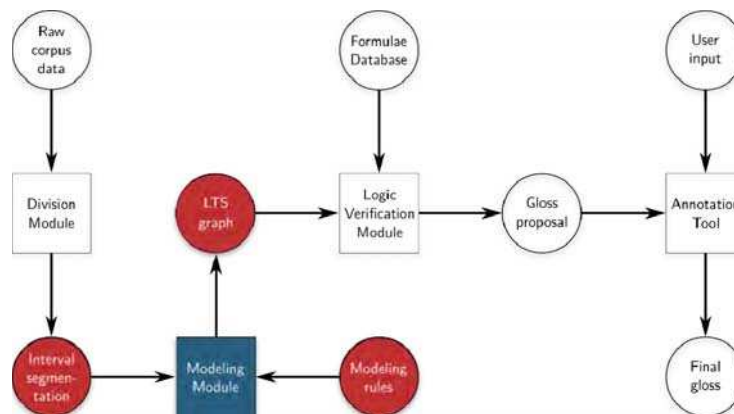 Raw
corpus
data
Formulae
Database
User
input
Division
Module
LTS
graph
Logic
Verification
Module
Gloss
proposal
Annotation
Tool
Interval
segmen-
tation
Modeling
Module
Modeling
rules
Final
gloss